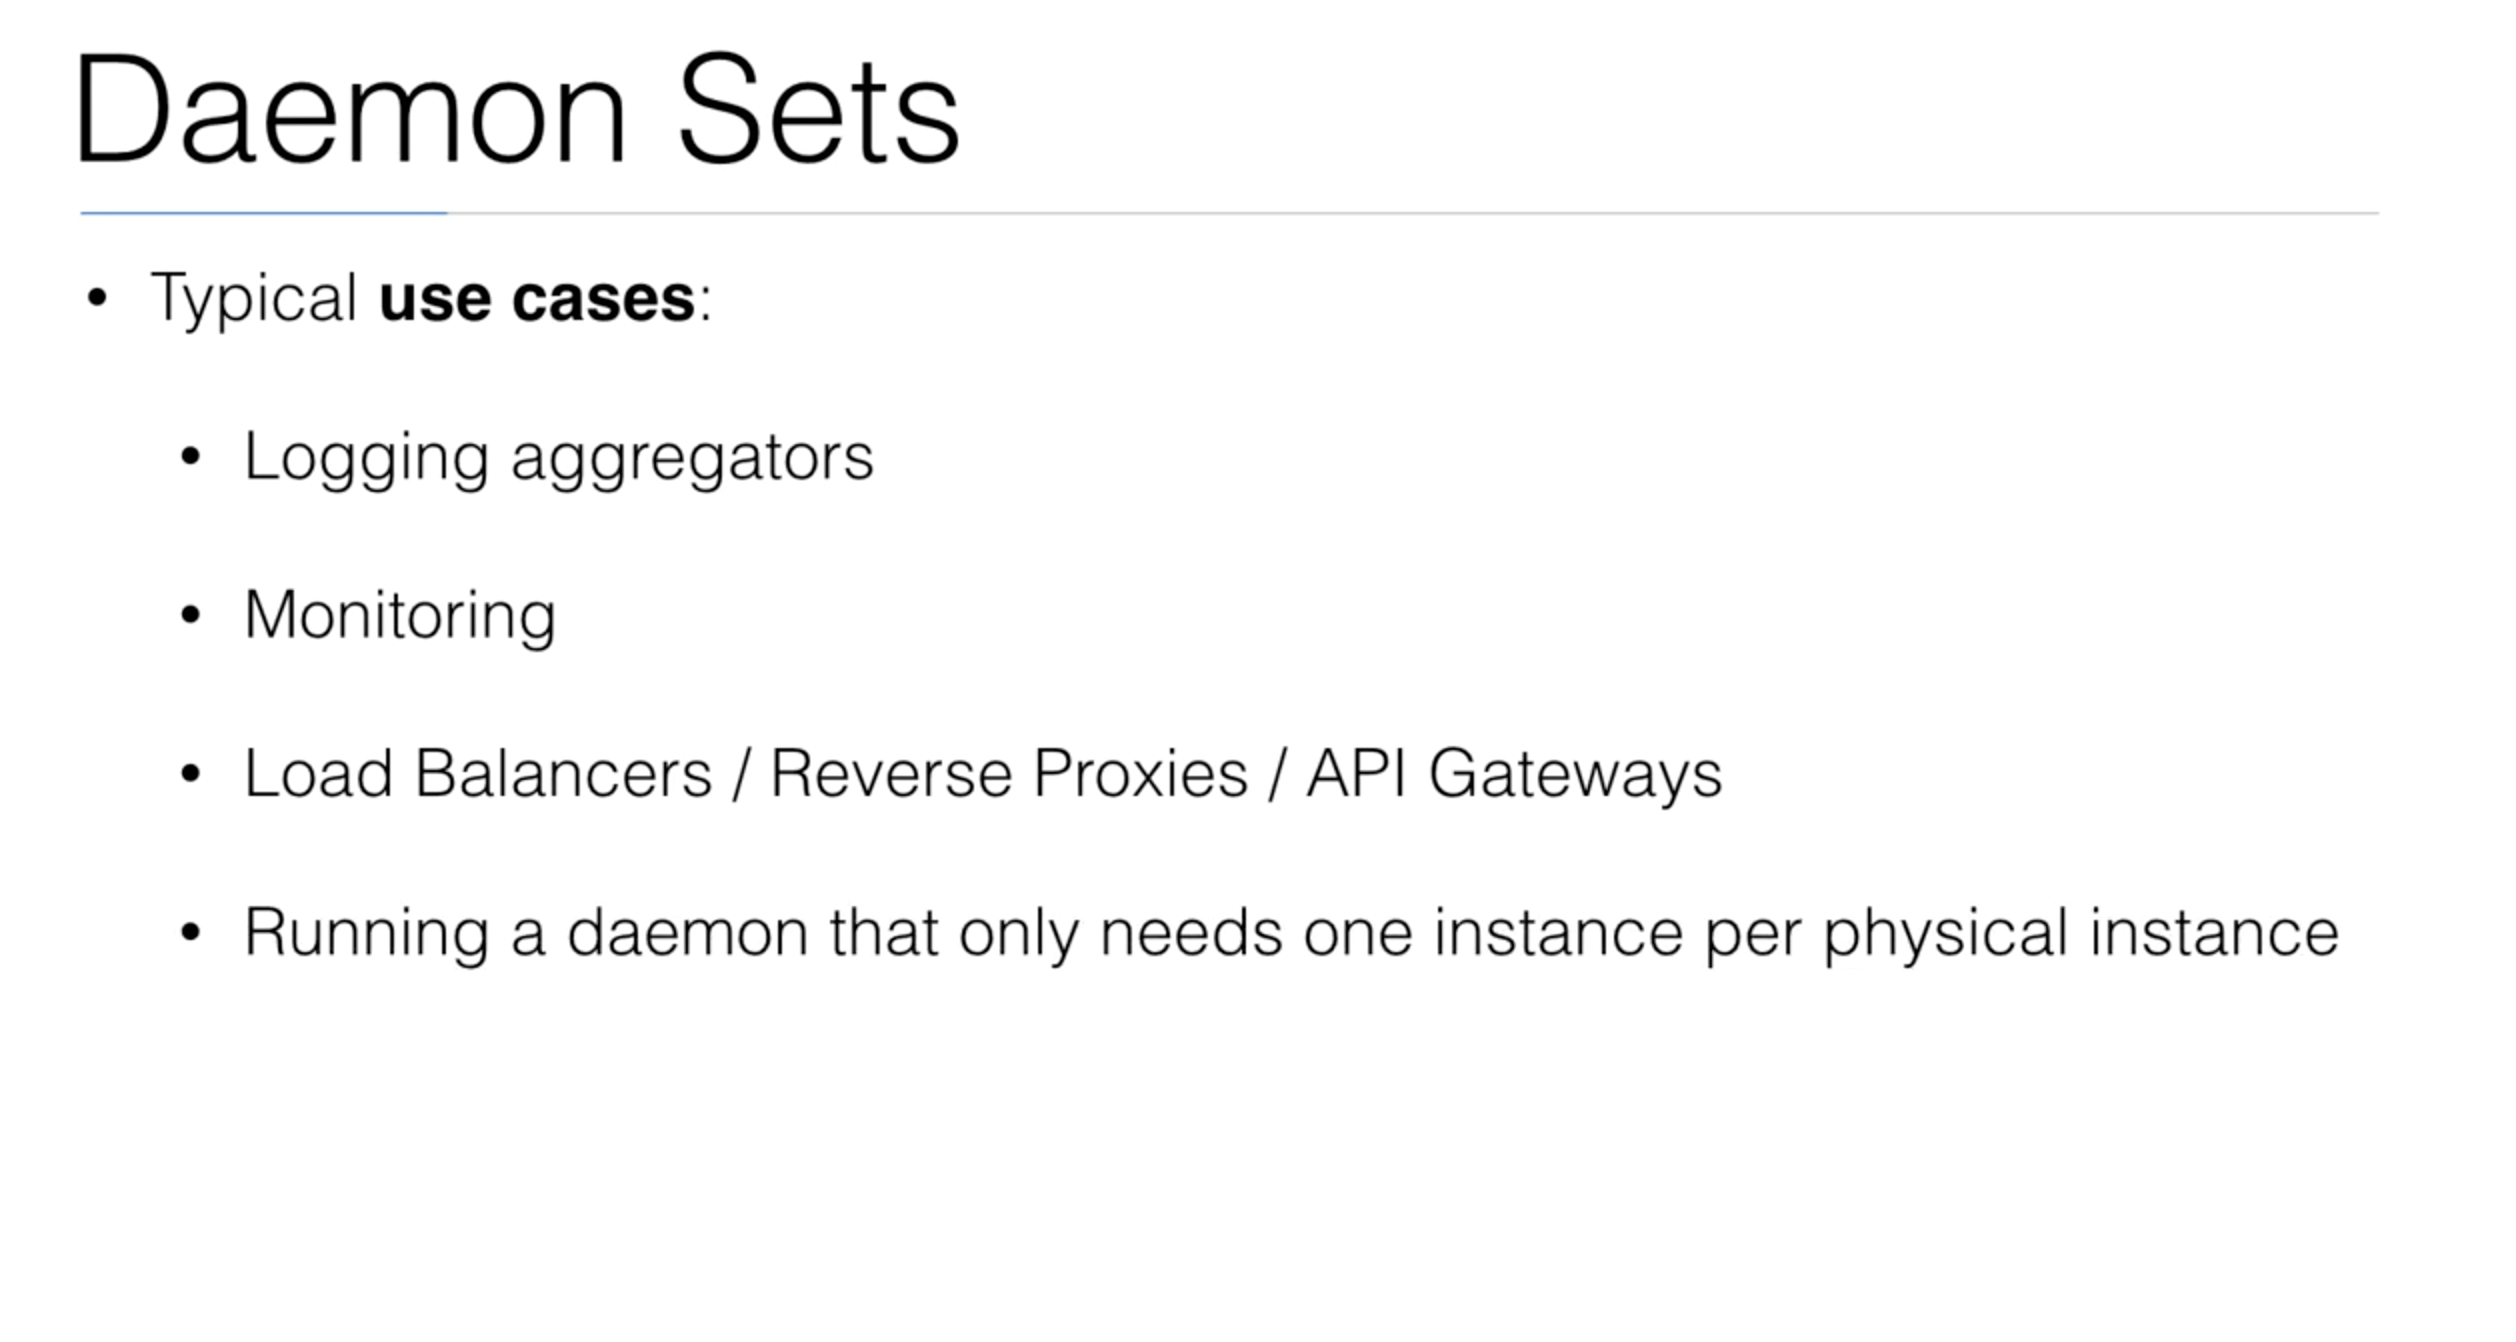 Daemon Sets
• Typical use cases:
• Logging aggregators
• Monitoring
• Load Balancers / Reverse Proxies / API Gateways
• Running a daemon that only needs one instance per physical instance